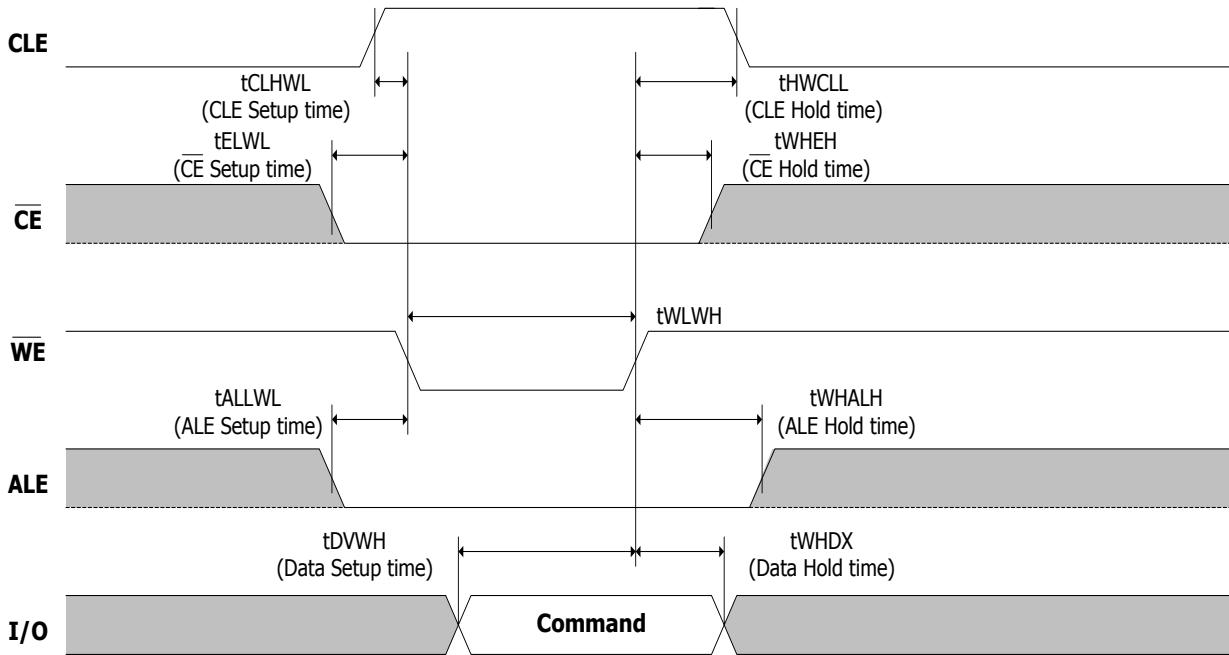 CLE
tCLHWL
(CLE Setup time)
tHWCLL
(CLE Hold time)
tELWL
(CE Setup time)
tWHEH
(CE Hold time)
CE
tWLWH
WE
tALLWL
(ALE Setup time)
tWHALH
(ALE Hold time)
ALE
tDVWH
(Data Setup time)
tWHDX
(Data Hold time)
I/O
Command